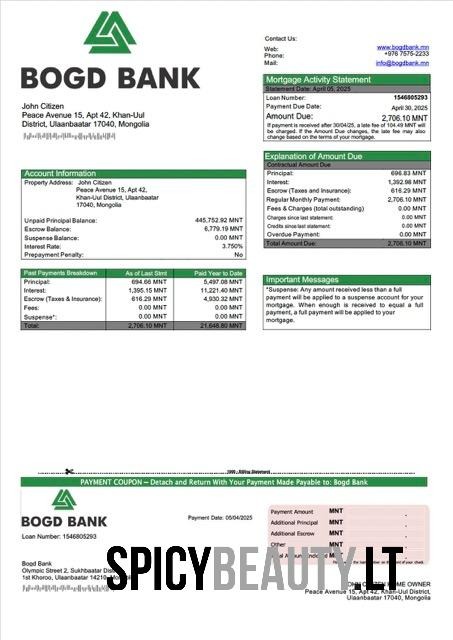 BOGD BANK
Contact Us:
Web: www.bogdbank.mn
Phone: +976 7575-2233
Mail: info@bogdbank.mn
John Citizen
Peace Avenue 15, Apt 42, Khan-Uul
District, Ulaanbaatar 17040, Mongolia
Mortgage Activity Statement
Statement Date: April 05, 2025
Loan Number: 1546805293
Payment Due Date: April 30, 2025
Amount Due: 2,706.10 MNT
If payment is received after 30/04/25, a late fee of 104.49 MNT will
be charged. If the Amount Due changes, the late fee may also
change based on the terms of your mortgage.
Explanation of Amount Due
Contractual Amount Due
Principal: 696.83 MNT
Interest: 1,392.98 MNT
Escrow (Taxes and Insurance): 616.29 MNT
Regular Monthly Payment: 2,706.10 MNT
Fees & Charges (total outstanding) 0.00 MNT
Charges since last statement: 0.00 MNT
Credits since last statement: 0.00 MNT
Overdue Payment: 0.00 MNT
Total Amount Due: 2,706.10 MNT
Account Information
Property Address: John Citizen
Peace Avenue 15, Apt 42,
Khan-Uul District, Ulaanbaatar
17040, Mongolia
Unpaid Principal Balance: 445,752.92 MNT
Escrow Balance: 6,779.19 MNT
Suspense Balance: 0.00 MNT
Interest Rate: 3.750%
Prepayment Penalty: No
Past Payments Breakdown As of Last Stmt Paid Year to Date
Principal: 694.66 MNT 5,497.08 MNT
Interest: 1,395.15 MNT 11,221.40 MNT
Escrow (Taxes & Insurance): 616.29 MNT 4,930.32 MNT
Fees: 0.00 MNT 0.00 MNT
Suspense*: 0.00 MNT 0.00 MNT
Total: 2,706.10 MNT 21,648.80 MNT
Important Messages
*Suspense: Any amount received less than a full
payment will be applied to a suspense account for your
mortgage. When enough is received to equal a full
payment, a full payment will be applied to your
mortgage.
Billing Statement
PAYMENT COUPON – Detach and Return With Your Payment Made Payable to: Bogd Bank
BOGD BANK
Payment Date: 05/04/2025
Loan Number: 1546805293
Payment Amount MNT .
Additional Principal MNT .
Additional Escrow MNT .
Other MNT .
MNT
Bogd Bank
Olympic Street 2, Sukhbaatar
1st Khoroo, Ulaanbaatar 14210
SPICYBEAUTY.LT
HOME OWNER
Peace Avenue 15, Apt 42, Khan-Uul District,
Ulaanbaatar 17040, Mongolia